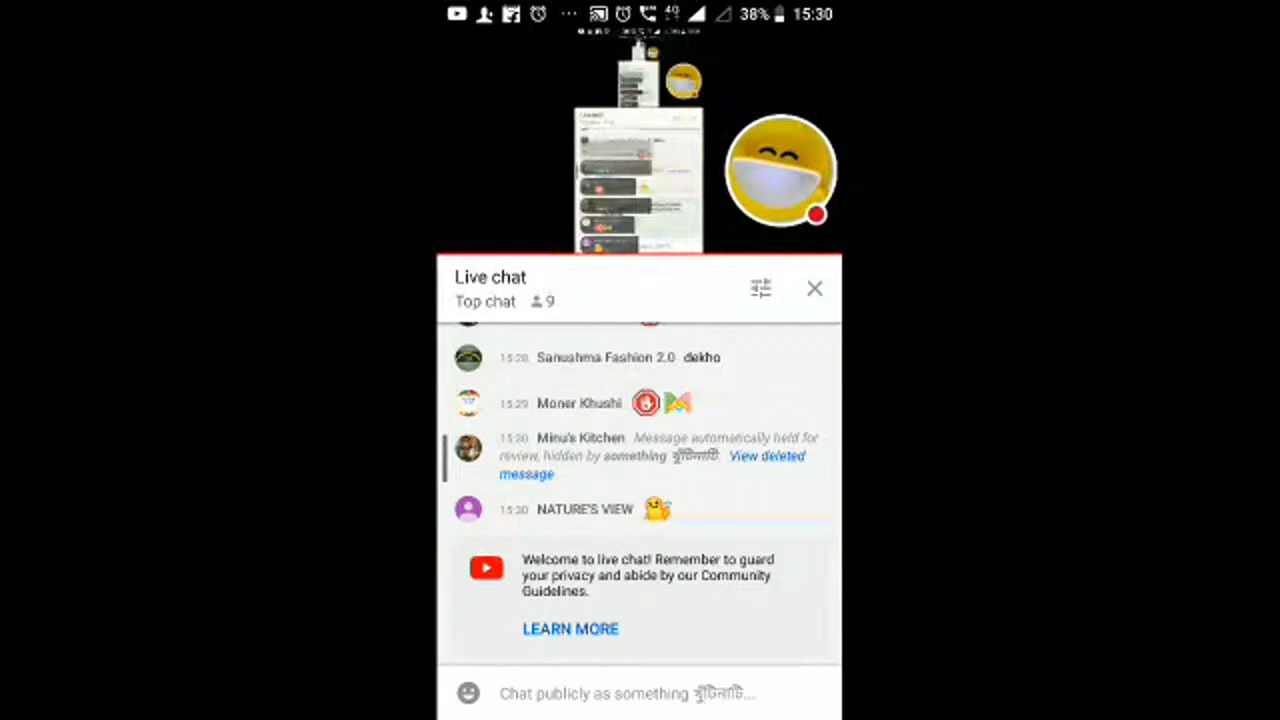 38% 15:30
Live chat
Top chat 9
15:28 Sanushma Fashion 2.0 dekho
15:29 Moner Khushi
15:30 Minu's Kitchen Message automatically held for
review, hidden by something খুঁটিনাটি. View deleted
message
15:30 NATURE'S VIEW
Welcome to live chat! Remember to guard
your privacy and abide by our Community
Guidelines.
LEARN MORE
Chat publicly as something খুঁটিনাটি...